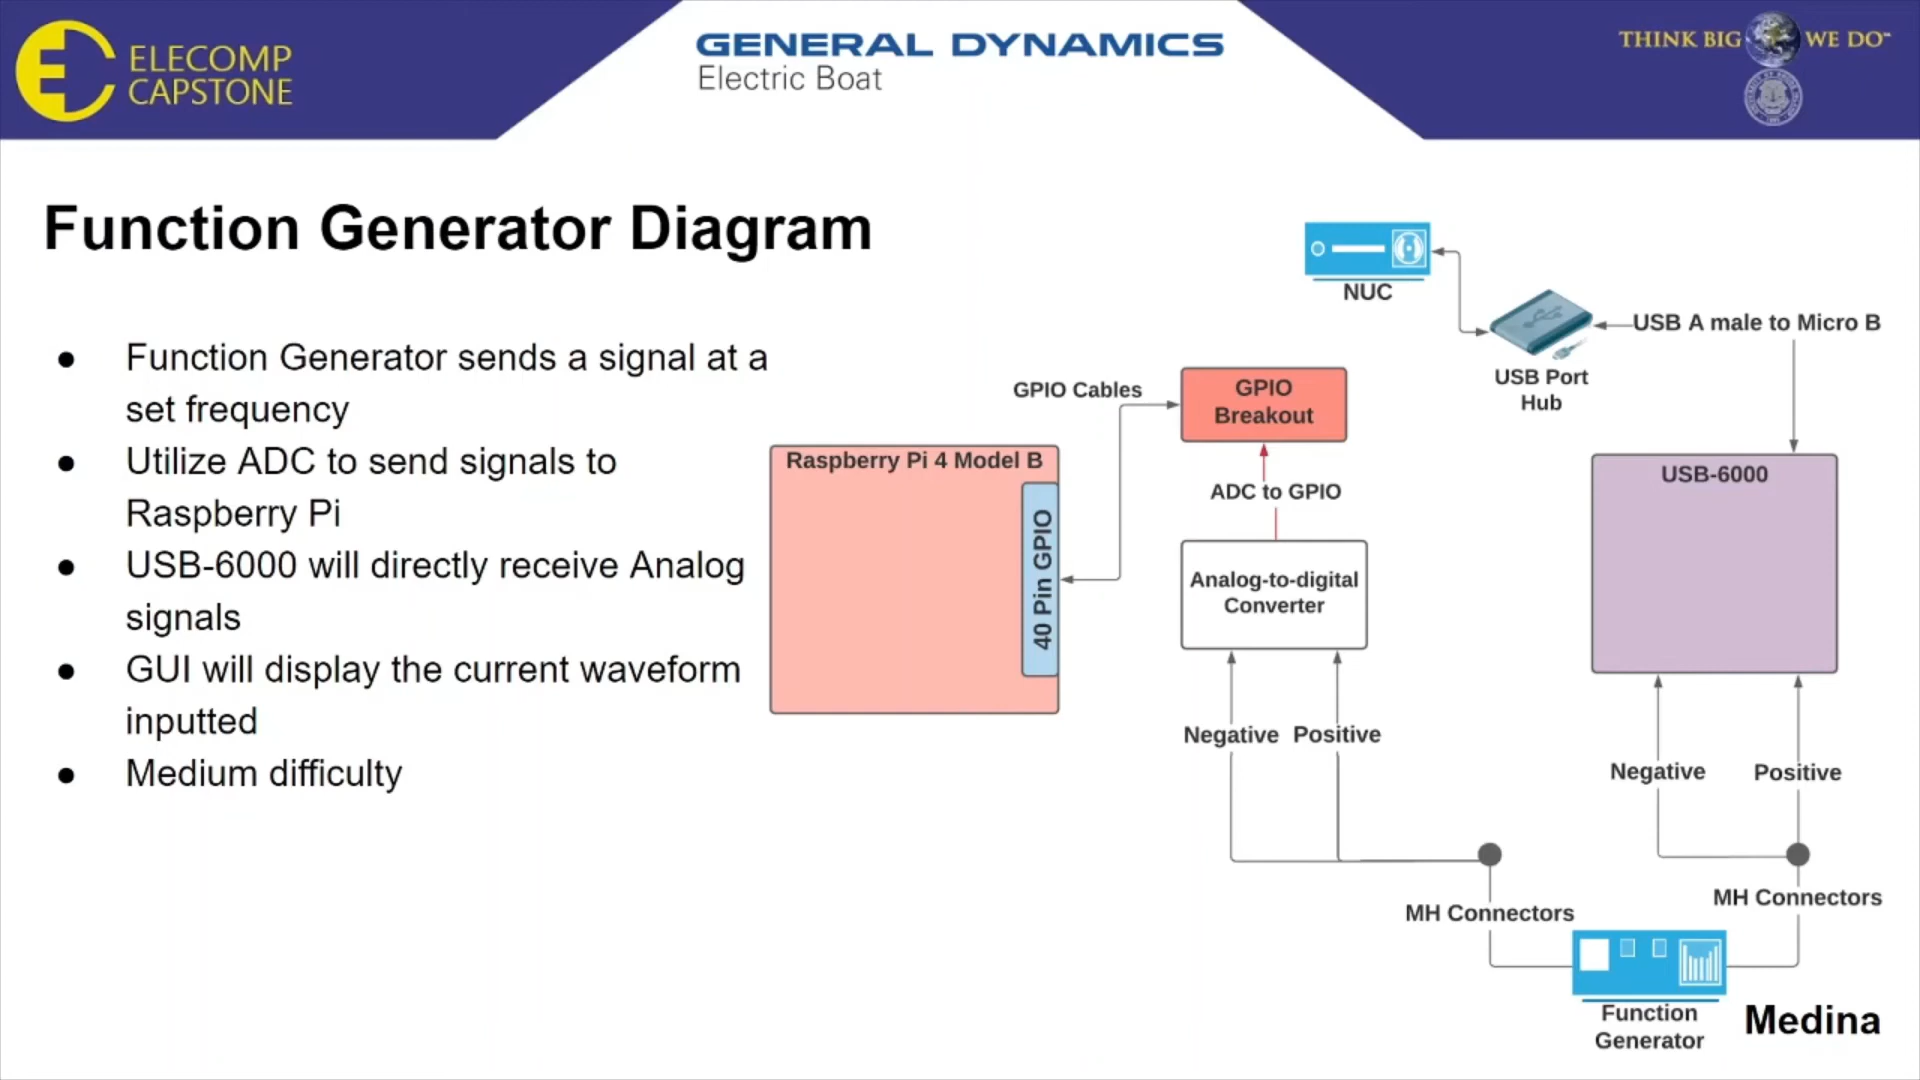 ELECOMP
CAPSTONE
GENERAL DYNAMICS
Electric Boat
THINK BIG WE DO℠
Function Generator Diagram
● Function Generator sends a signal at a
set frequency
● Utilize ADC to send signals to
Raspberry Pi
● USB-6000 will directly receive Analog
signals
● GUI will display the current waveform
inputted
● Medium difficulty
NUC
USB A male to Micro B
USB Port
Hub
GPIO Cables
GPIO
Breakout
Raspberry Pi 4 Model B
40 Pin GPIO
ADC to GPIO
Analog-to-digital
Converter
USB-6000
Negative Positive
Negative Positive
MH Connectors
MH Connectors
Function
Generator
Medina